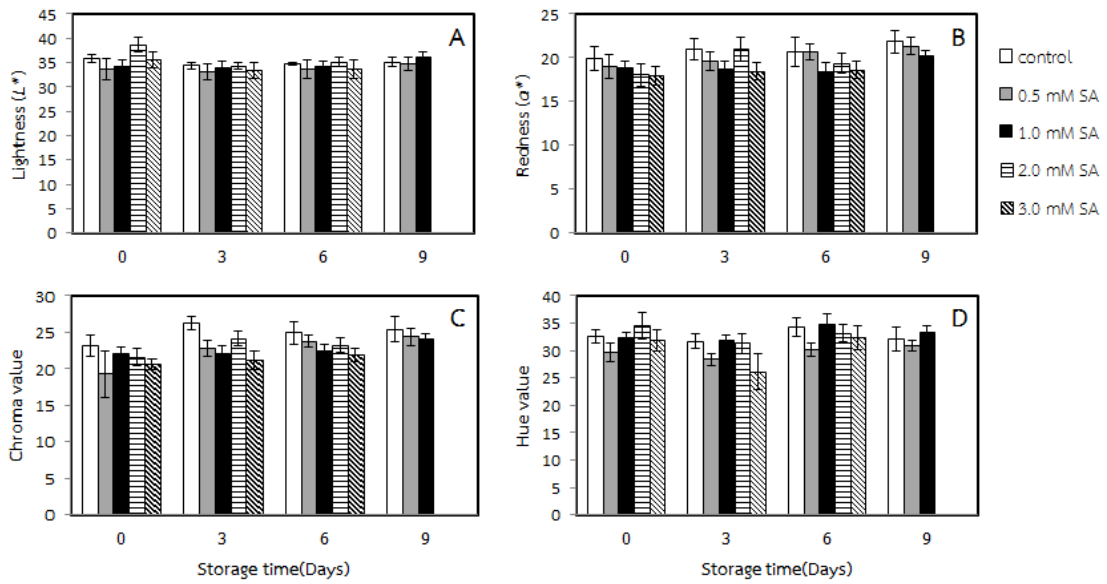 A
Lightness (L*)
45
40
35
30
25
20
15
10
5
0
0 3 6 9
B
Redness (a*)
25
20
15
10
5
0
0 3 6 9
control
0.5 mM SA
1.0 mM SA
2.0 mM SA
3.0 mM SA
C
Chroma value
30
25
20
15
10
5
0
0 3 6 9
Storage time(Days)
D
Hue value
40
35
30
25
20
15
10
5
0
0 3 6 9
Storage time(Days)